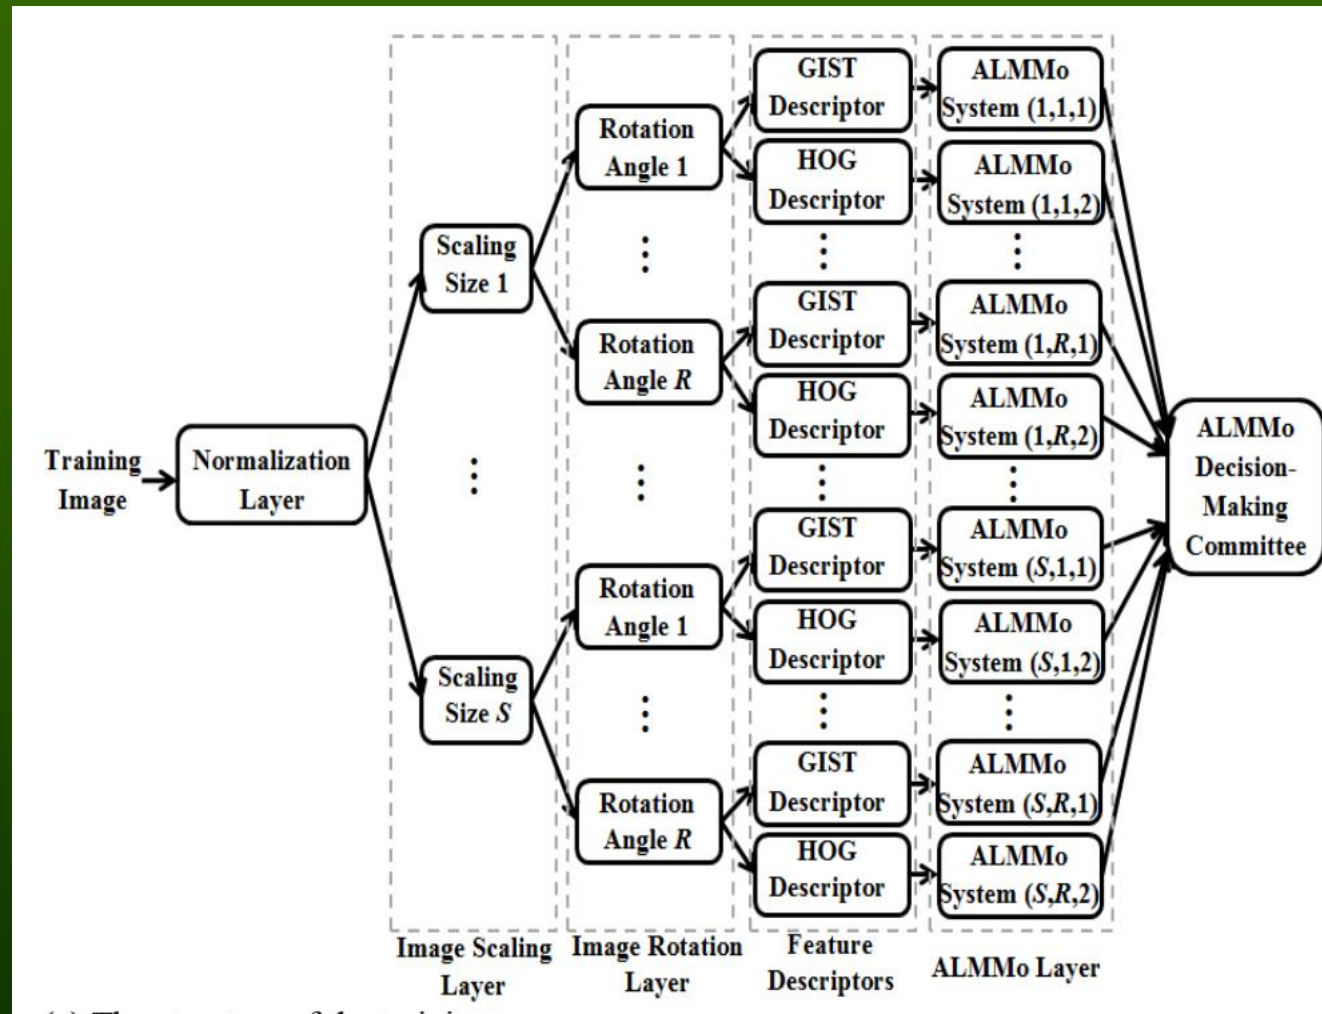 Training
Image
Normalization
Layer
Scaling
Size 1
⋮
Scaling
Size S
Rotation
Angle 1
⋮
Rotation
Angle R
⋮
Rotation
Angle 1
⋮
Rotation
Angle R
GIST
Descriptor
HOG
Descriptor
⋮
GIST
Descriptor
HOG
Descriptor
⋮
GIST
Descriptor
HOG
Descriptor
⋮
GIST
Descriptor
HOG
Descriptor
ALMMo
System (1,1,1)
ALMMo
System (1,1,2)
⋮
ALMMo
System (1,R,1)
ALMMo
System (1,R,2)
⋮
ALMMo
System (S,1,1)
ALMMo
System (S,1,2)
⋮
ALMMo
System (S,R,1)
ALMMo
System (S,R,2)
ALMMo
Decision-
Making
Committee
Image Scaling
Layer
Image Rotation
Layer
Feature
Descriptors
ALMMo Layer